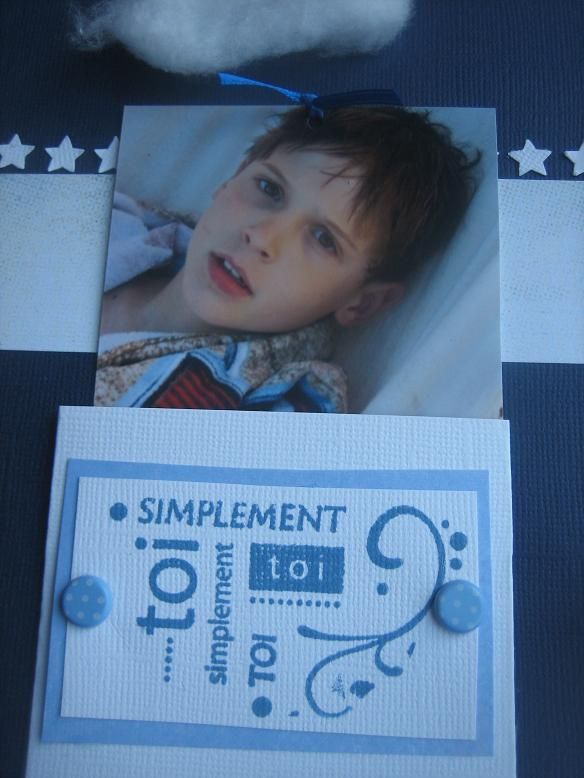 SIMPLEMENT
.....toi
simplement
toi
TOI